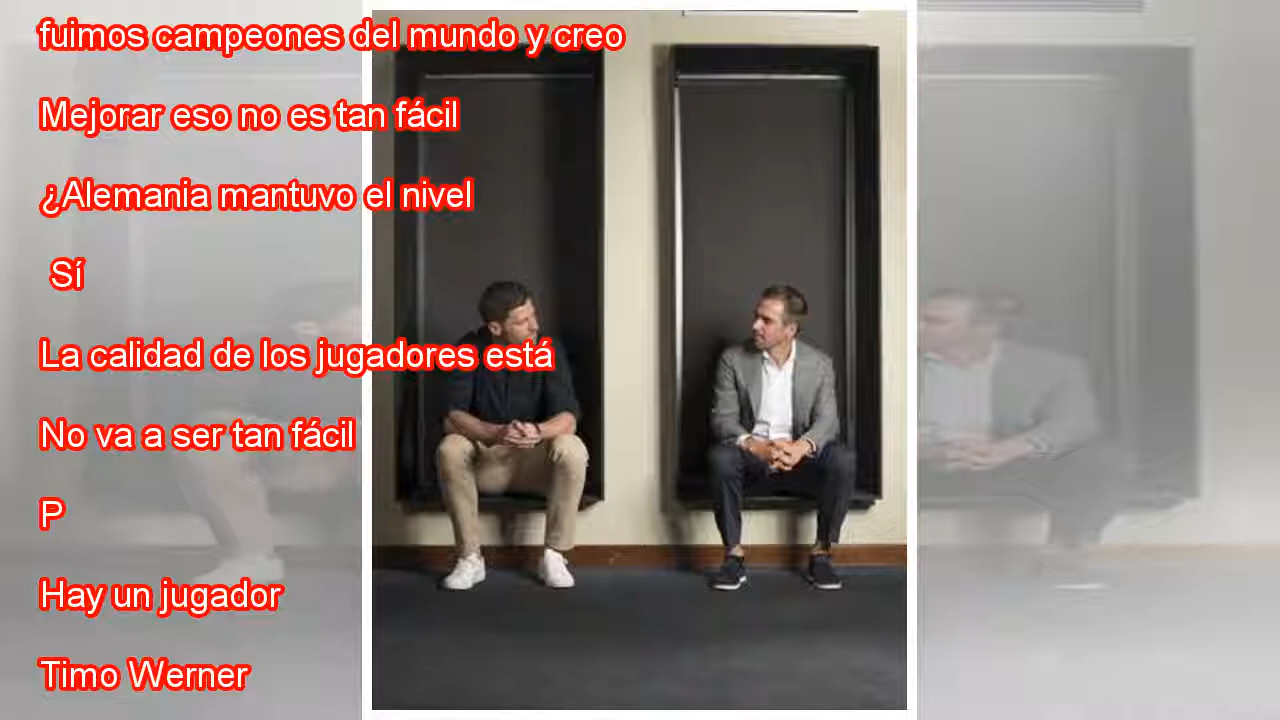 fuimos campeones del mundo y creo
Mejorar eso no es tan fácil
¿Alemania mantuvo el nivel
Sí
La calidad de los jugadores está
No va a ser tan fácil
P
Hay un jugador
Timo Werner